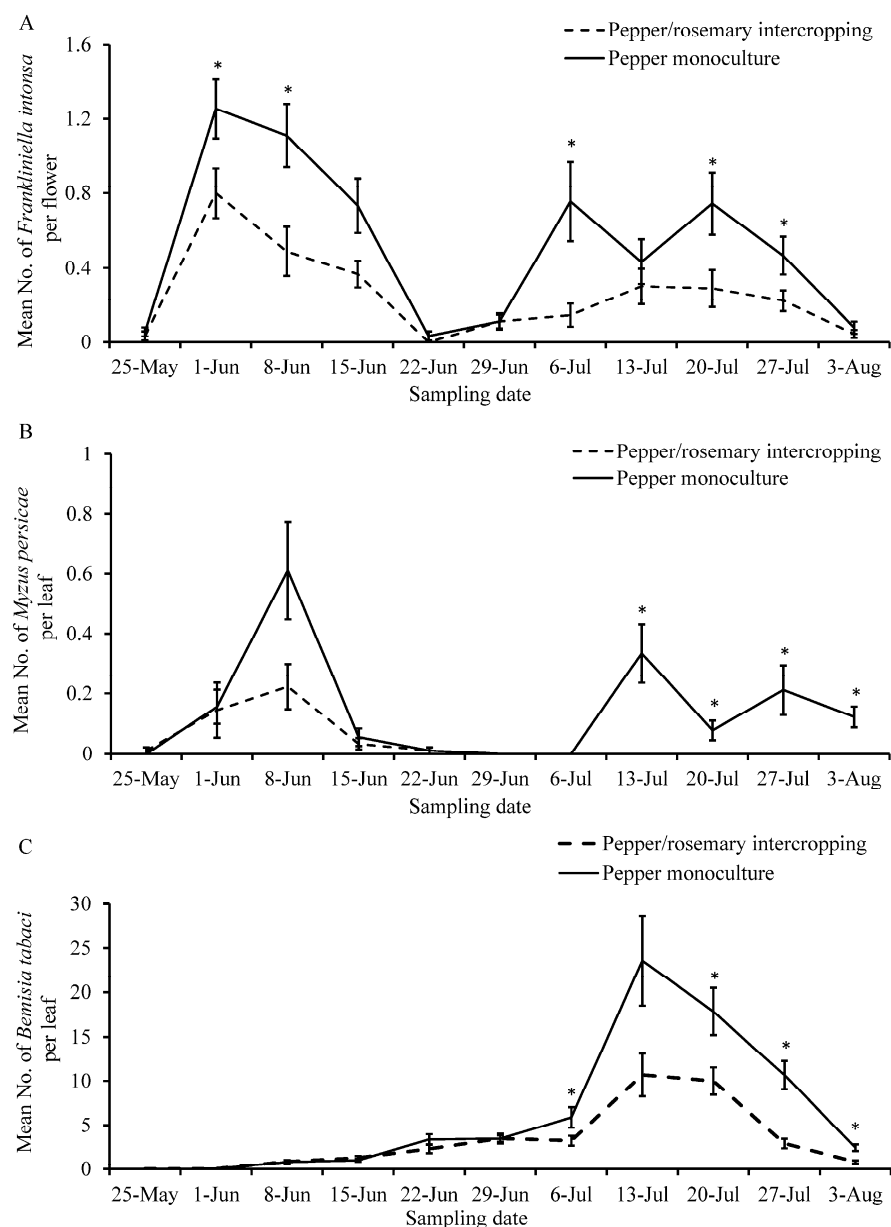 A
Pepper/rosemary intercropping
Pepper monoculture
Mean No. of Frankliniella intonsa
per flower
1.6
1.2
0.8
0.4
0
* * * * *
25-May 1-Jun 8-Jun 15-Jun 22-Jun 29-Jun 6-Jul 13-Jul 20-Jul 27-Jul 3-Aug
Sampling date
B
Pepper/rosemary intercropping
Pepper monoculture
Mean No. of Myzus persicae
per leaf
1
0.8
0.6
0.4
0.2
0
* * * *
25-May 1-Jun 8-Jun 15-Jun 22-Jun 29-Jun 6-Jul 13-Jul 20-Jul 27-Jul 3-Aug
Sampling date
C
Pepper/rosemary intercropping
Pepper monoculture
Mean No. of Bemisia tabaci
per leaf
30
25
20
15
10
5
0
* * * *
25-May 1-Jun 8-Jun 15-Jun 22-Jun 29-Jun 6-Jul 13-Jul 20-Jul 27-Jul 3-Aug
Sampling date